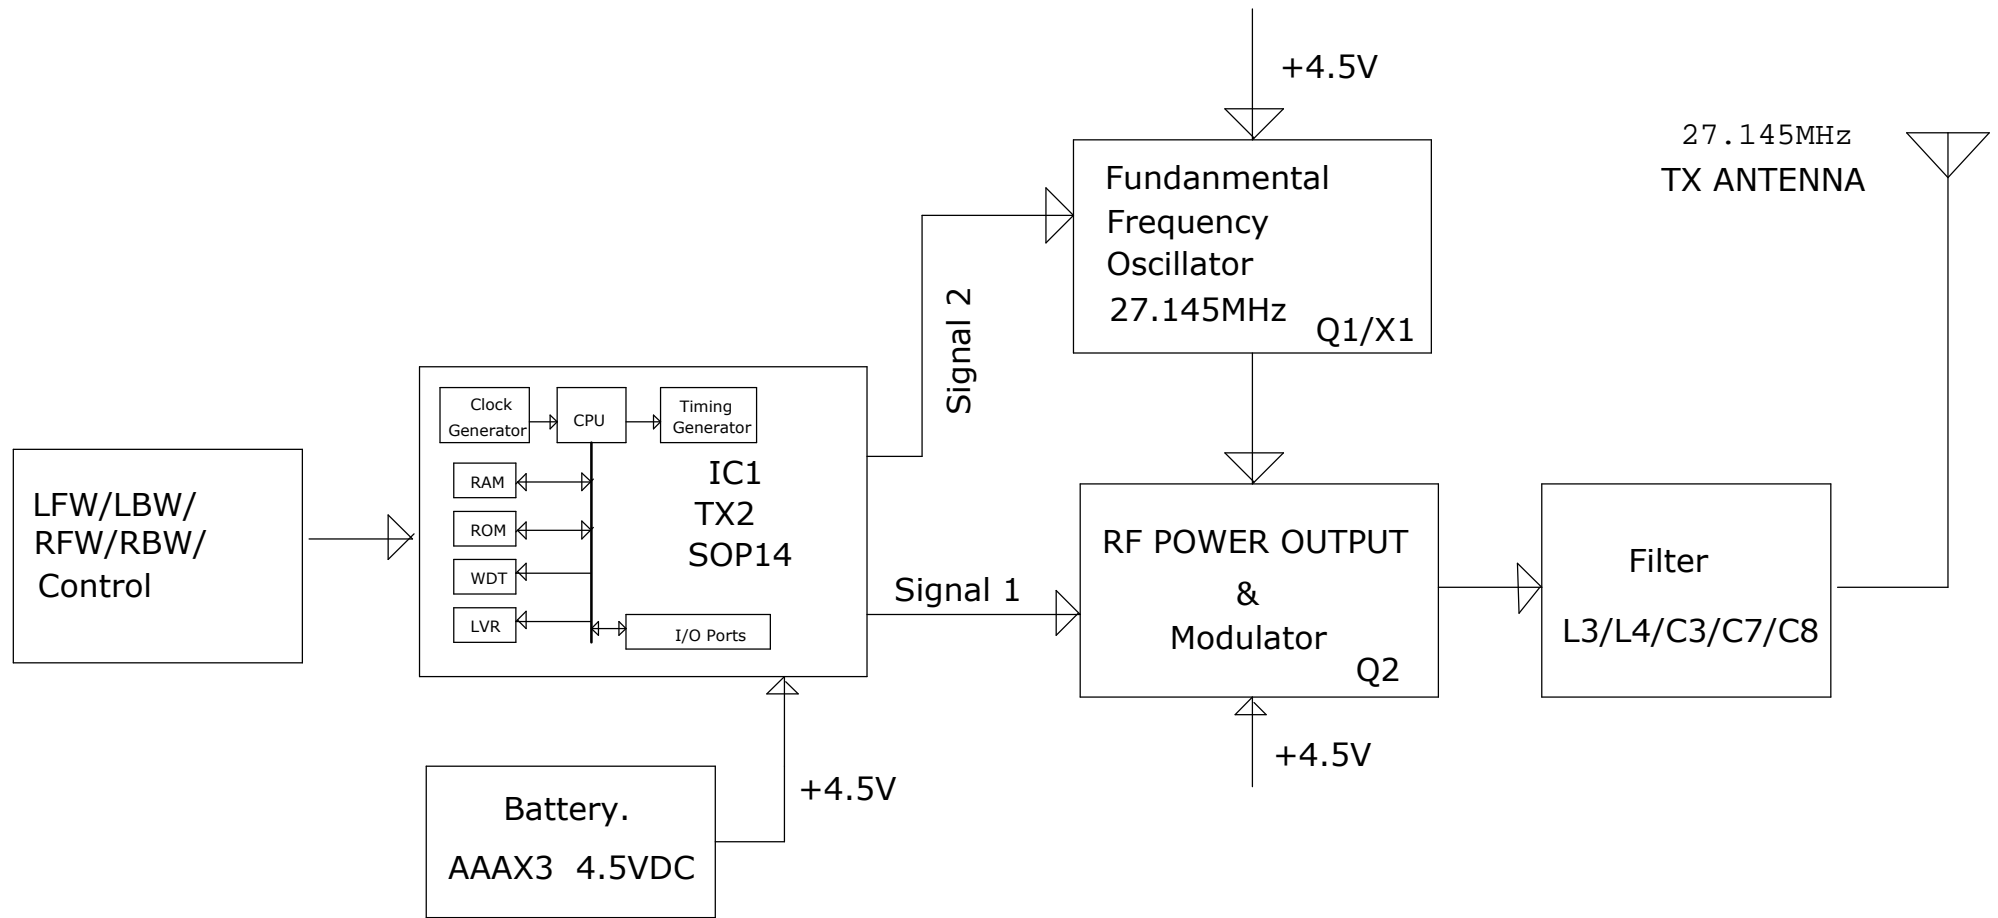 +4.5V
27.145MHz
TX ANTENNA
Fundanmental
Frequency
Oscillator
27.145MHz
Q1/X1
Signal 2
Clock
Generator
CPU
Timing
Generator
RAM
ROM
WDT
LVR
I/O Ports
IC1
TX2
SOP14
LFW/LBW/
RFW/RBW/
Control
Signal 1
RF POWER OUTPUT
&
Modulator
Q2
Filter
L3/L4/C3/C7/C8
+4.5V
+4.5V
Battery.
AAAX3 4.5VDC